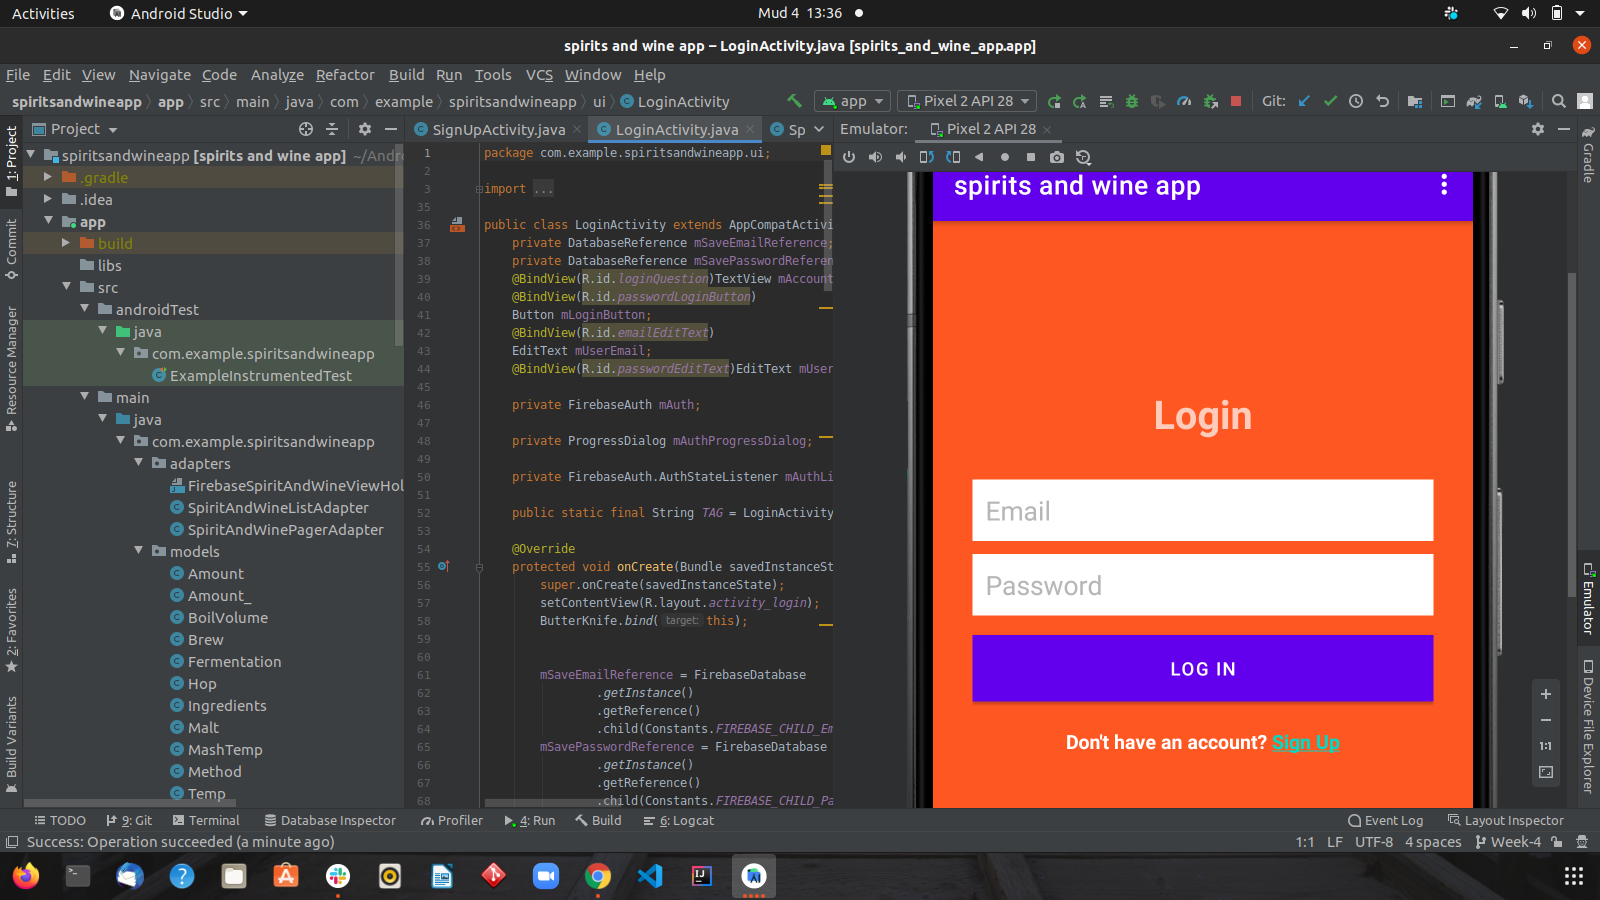 Activities
Android Studio
Mud 4 13:36
spirits and wine app – LoginActivity.java [spirits_and_wine_app.app]
File Edit View Navigate Code Analyze Refactor Build Run Tools VCS Window Help
spiritsandwineapp app src main java com example spiritsandwineapp ui LoginActivity
app
Pixel 2 API 28
Git:
Project
SignUpActivity.java
LoginActivity.java
Sp
Emulator:
Pixel 2 API 28
1: Project
Commit
Resource Manager
7: Structure
2: Favorites
Build Variants
spiritsandwineapp [spirits and wine app] ~/Andro
.gradle
.idea
app
build
libs
src
androidTest
java
com.example.spiritsandwineapp
ExampleInstrumentedTest
main
java
com.example.spiritsandwineapp
adapters
FirebaseSpiritAndWineViewHol
SpiritAndWineListAdapter
SpiritAndWinePagerAdapter
models
Amount
Amount_
BoilVolume
Brew
Fermentation
Hop
Ingredients
Malt
MashTemp
Method
Temp
1 package com.example.spiritsandwineapp.ui;
2
3 import ...
35
36 public class LoginActivity extends AppCompatActivi
37 private DatabaseReference mSaveEmailReference;
38 private DatabaseReference mSavePasswordReferen
39 @BindView(R.id.loginQuestion)TextView mAccount
40 @BindView(R.id.passwordLoginButton)
41 Button mLoginButton;
42 @BindView(R.id.emailEditText)
43 EditText mUserEmail;
44 @BindView(R.id.passwordEditText)EditText mUser
45
46 private FirebaseAuth mAuth;
47
48 private ProgressDialog mAuthProgressDialog;
49
50 private FirebaseAuth.AuthStateListener mAuthLi
51
52 public static final String TAG = LoginActivity
53
54 @Override
55 protected void onCreate(Bundle savedInstanceSt
56 super.onCreate(savedInstanceState);
57 setContentView(R.layout.activity_login);
58 ButterKnife.bind( target: this);
59
60
61 mSaveEmailReference = FirebaseDatabase
62 .getInstance()
63 .getReference()
64 .child(Constants.FIREBASE_CHILD_Em
65 mSavePasswordReference = FirebaseDatabase
66 .getInstance()
67 .getReference()
68 .child(Constants.FIREBASE_CHILD_Pa
spirits and wine app
Login
Email
Password
LOG IN
Don't have an account? Sign Up
1:1
Gradle
Emulator
Device File Explorer
TODO 9: Git Terminal Database Inspector Profiler 4: Run Build 6: Logcat Event Log Layout Inspector
Success: Operation succeeded (a minute ago)
1:1 LF UTF-8 4 spaces Week-4